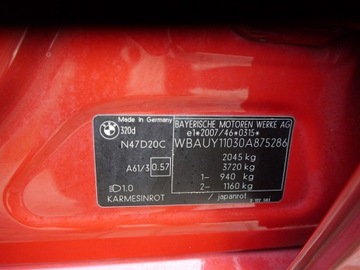 Made in Germany
320d
N47D20C
A61/3 0.57
1.0
KARMESINROT
BAYERISCHE MOTOREN WERKE AG
e1*2007/46*0315*
WBAUY11030A875286
2045 kg
3720 kg
1– 940 kg
2– 1160 kg
/ japanrot